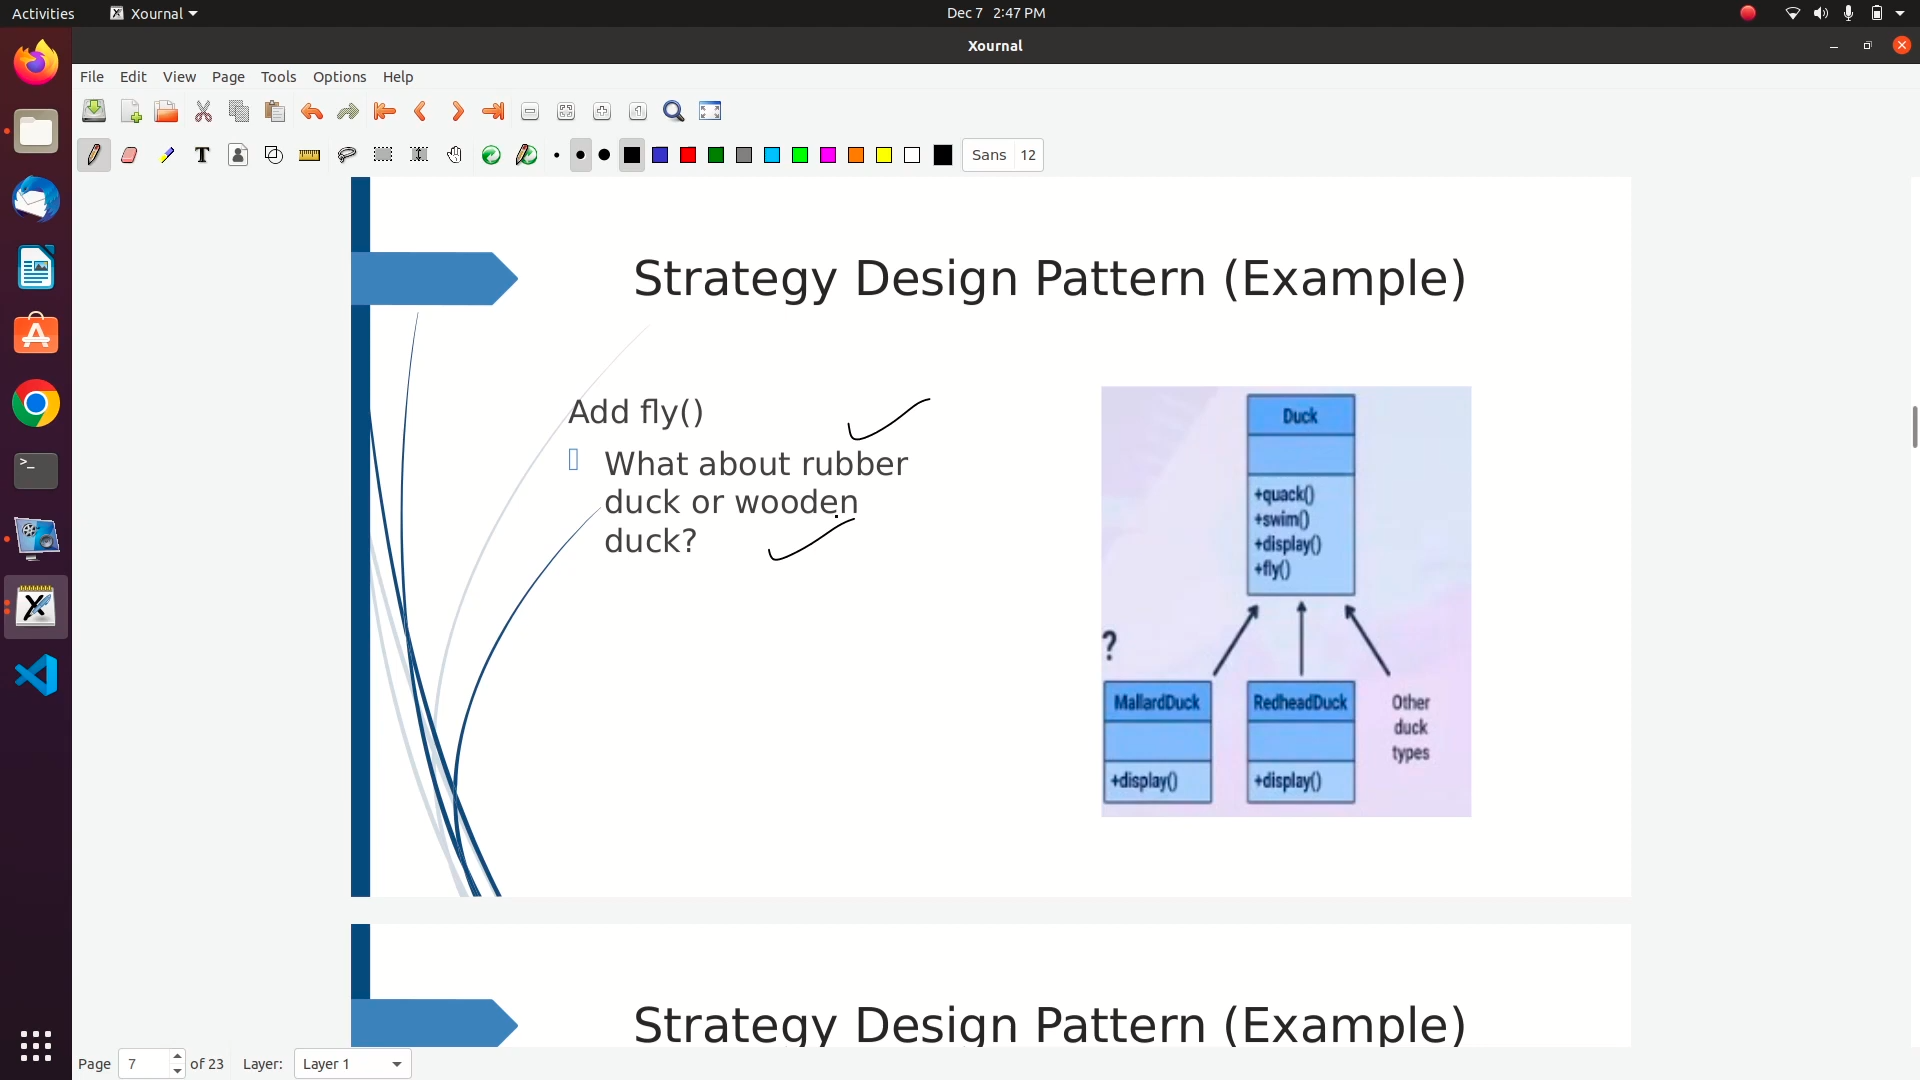 Activities Xournal Dec 7 2:47 PM
Xournal
File Edit View Page Tools Options Help
Sans 12
Strategy Design Pattern (Example)
Add fly()
What about rubber
duck or wooden
duck?
Duck
+quack()
+swim()
+display()
+fly()
?
MallardDuck
+display()
RedheadDuck
+display()
Other
duck
types
Strategy Design Pattern (Example)
Page 7 of 23 Layer: Layer 1